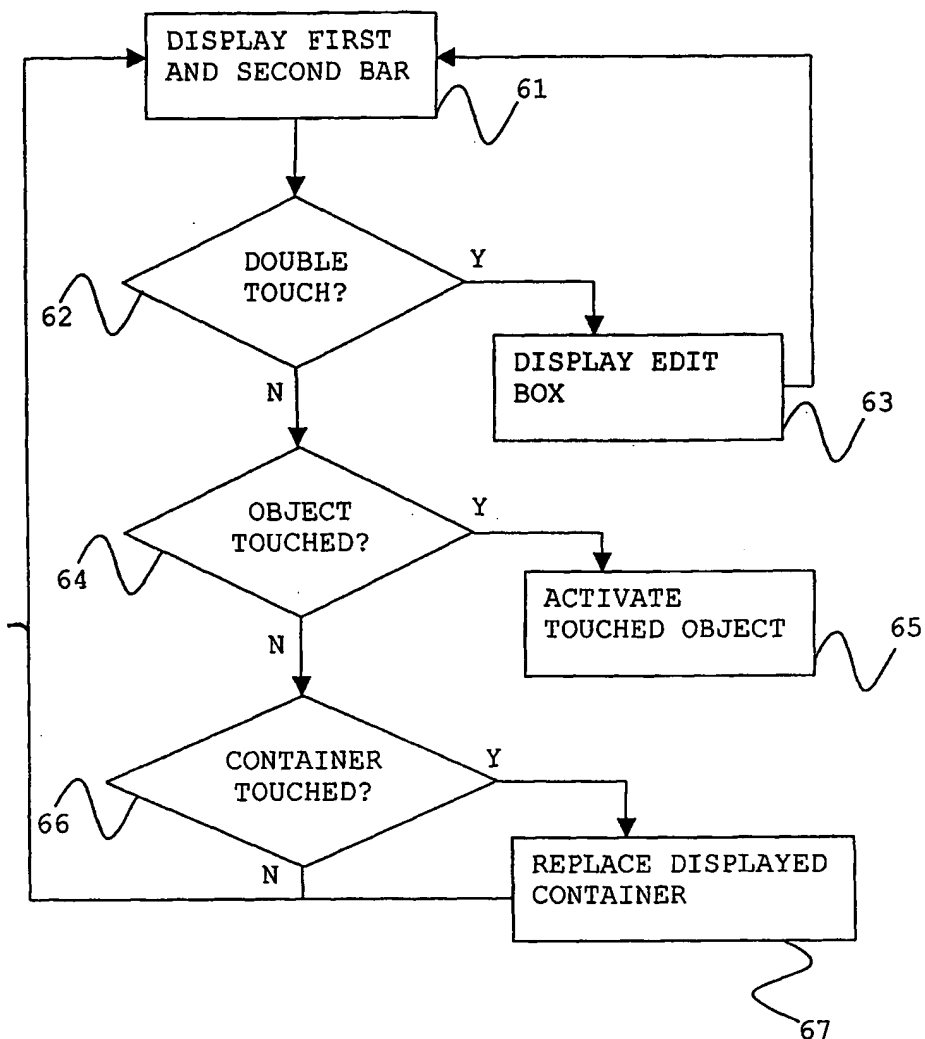 DISPLAY FIRST
AND SECOND BAR
61
DOUBLE
TOUCH?
Y
62
N
DISPLAY EDIT
BOX
63
OBJECT
TOUCHED?
Y
64
N
ACTIVATE
TOUCHED OBJECT
65
CONTAINER
TOUCHED?
Y
66
N
REPLACE DISPLAYED
CONTAINER
67